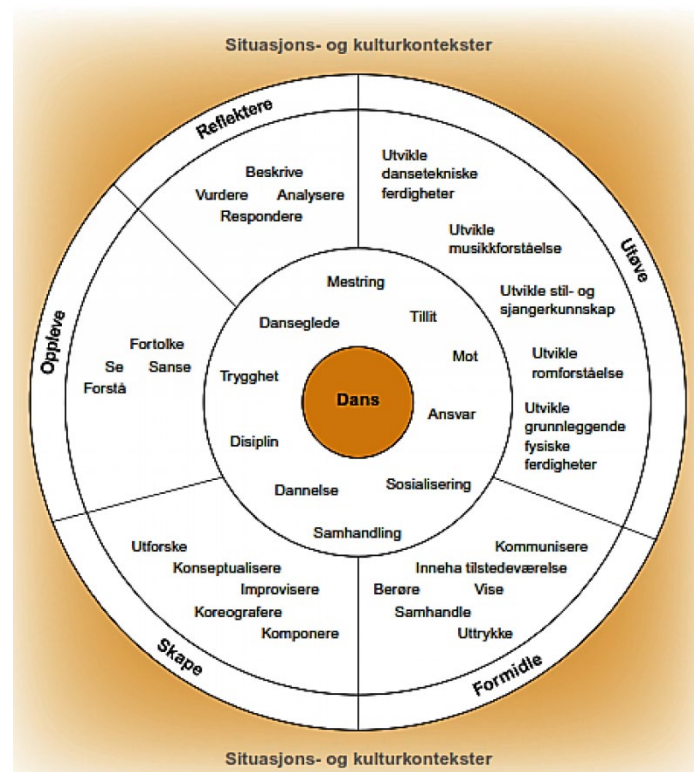 Situasjons- og kulturkontekster
Reflektere
Beskrive
Vurdere Analysere
Respondere
Utøve
Utvikle
dansetekniske
ferdigheter
Utvikle
musikkforståelse
Utvikle stil- og
sjangerkunnskap
Utvikle
romforståelse
Utvikle
grunnleggende
fysiske
ferdigheter
Oppleve
Fortolke
Se Sanse
Forstå
Mestring
Danseglede
Tillit
Mot
Trygghet
Dans
Ansvar
Disiplin
Dannelse
Sosialisering
Samhandling
Skape
Utforske
Konseptualisere
Improvisere
Koreografere
Komponere
Formidle
Kommunisere
Inneha tilstedeværelse
Berøre Vise
Samhandle
Uttrykke
Situasjons- og kulturkontekster